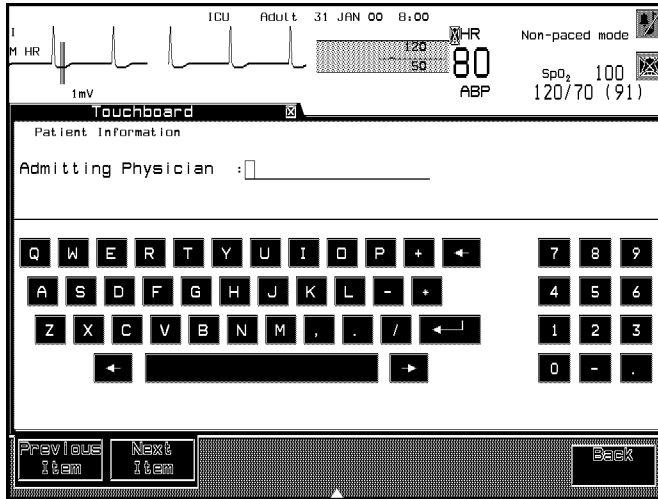 ICU Adult 31 JAN 00 8:00
I
M HR
1mV
120
50
HR
80
ABP
Non-paced mode
SpO₂ 100
120/70 (91)
Touchboard
Patient Information
Admitting Physician :
Q W E R T Y U I O P + ←
7 8 9
A S D F G H J K L - *
4 5 6
Z X C V B N M , . / ↵
1 2 3
← →
0 - .
Previous Item
Next Item
Back